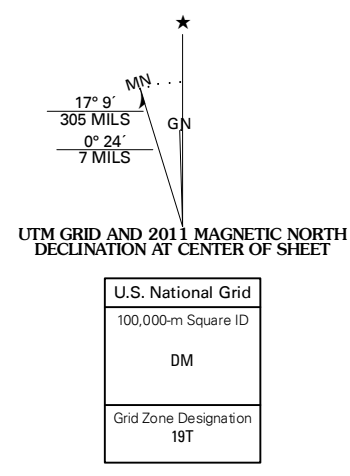 ★
MN
GN
17° 9´
305 MILS
0° 24´
7 MILS
UTM GRID AND 2011 MAGNETIC NORTH
DECLINATION AT CENTER OF SHEET
U.S. National Grid
100,000-m Square ID
DM
Grid Zone Designation
19T